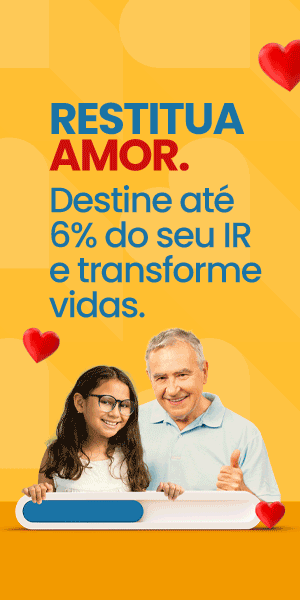 RESTITUA
AMOR.
Destine até
6% do seu IR
e transforme
vidas.